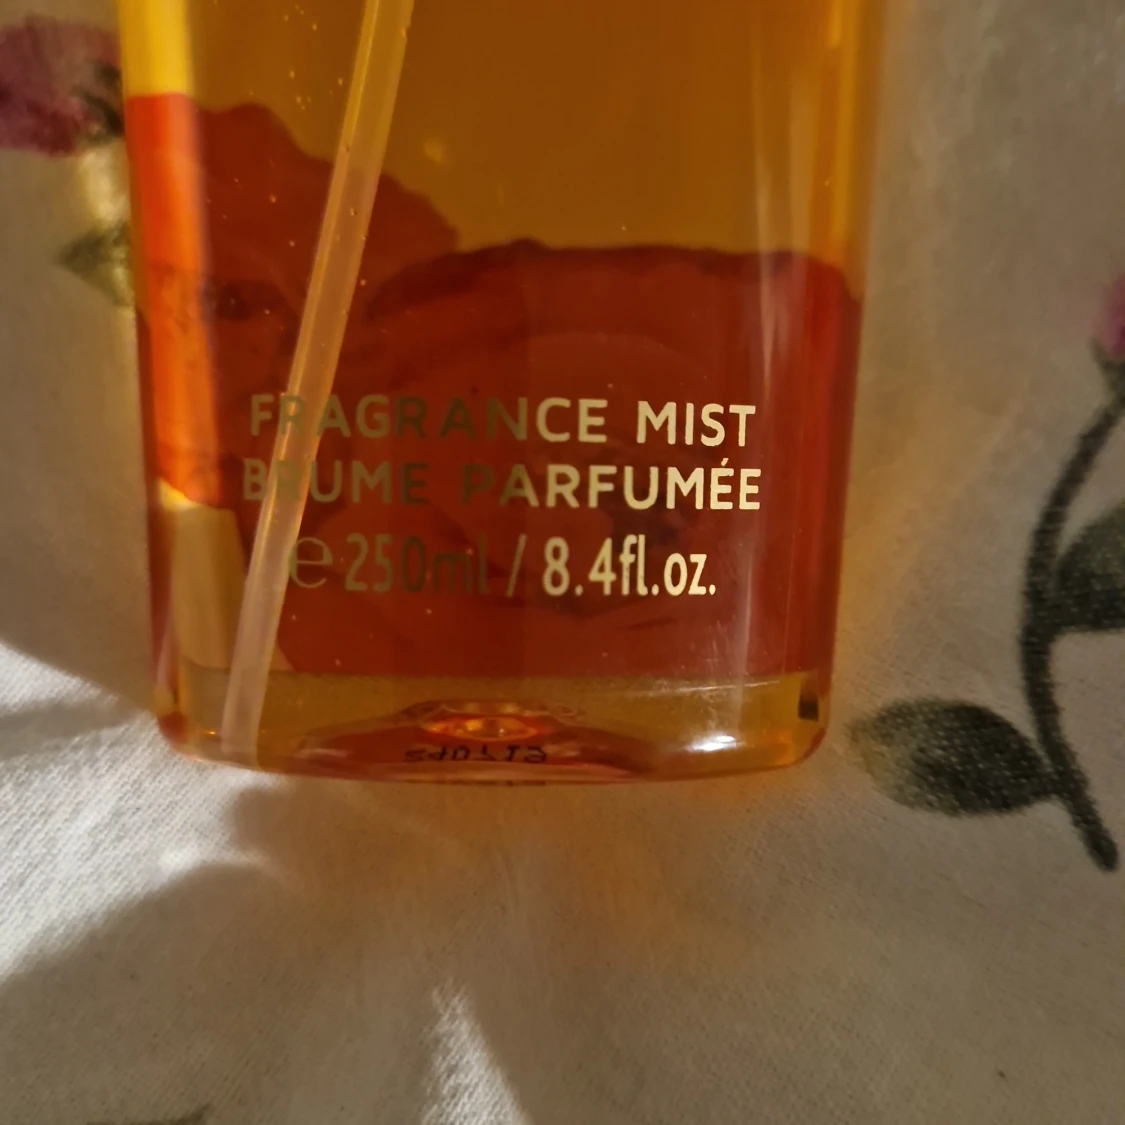 FRAGRANCE MIST
BRUME PARFUMÉE
℮ 250ml / 8.4fl.oz.